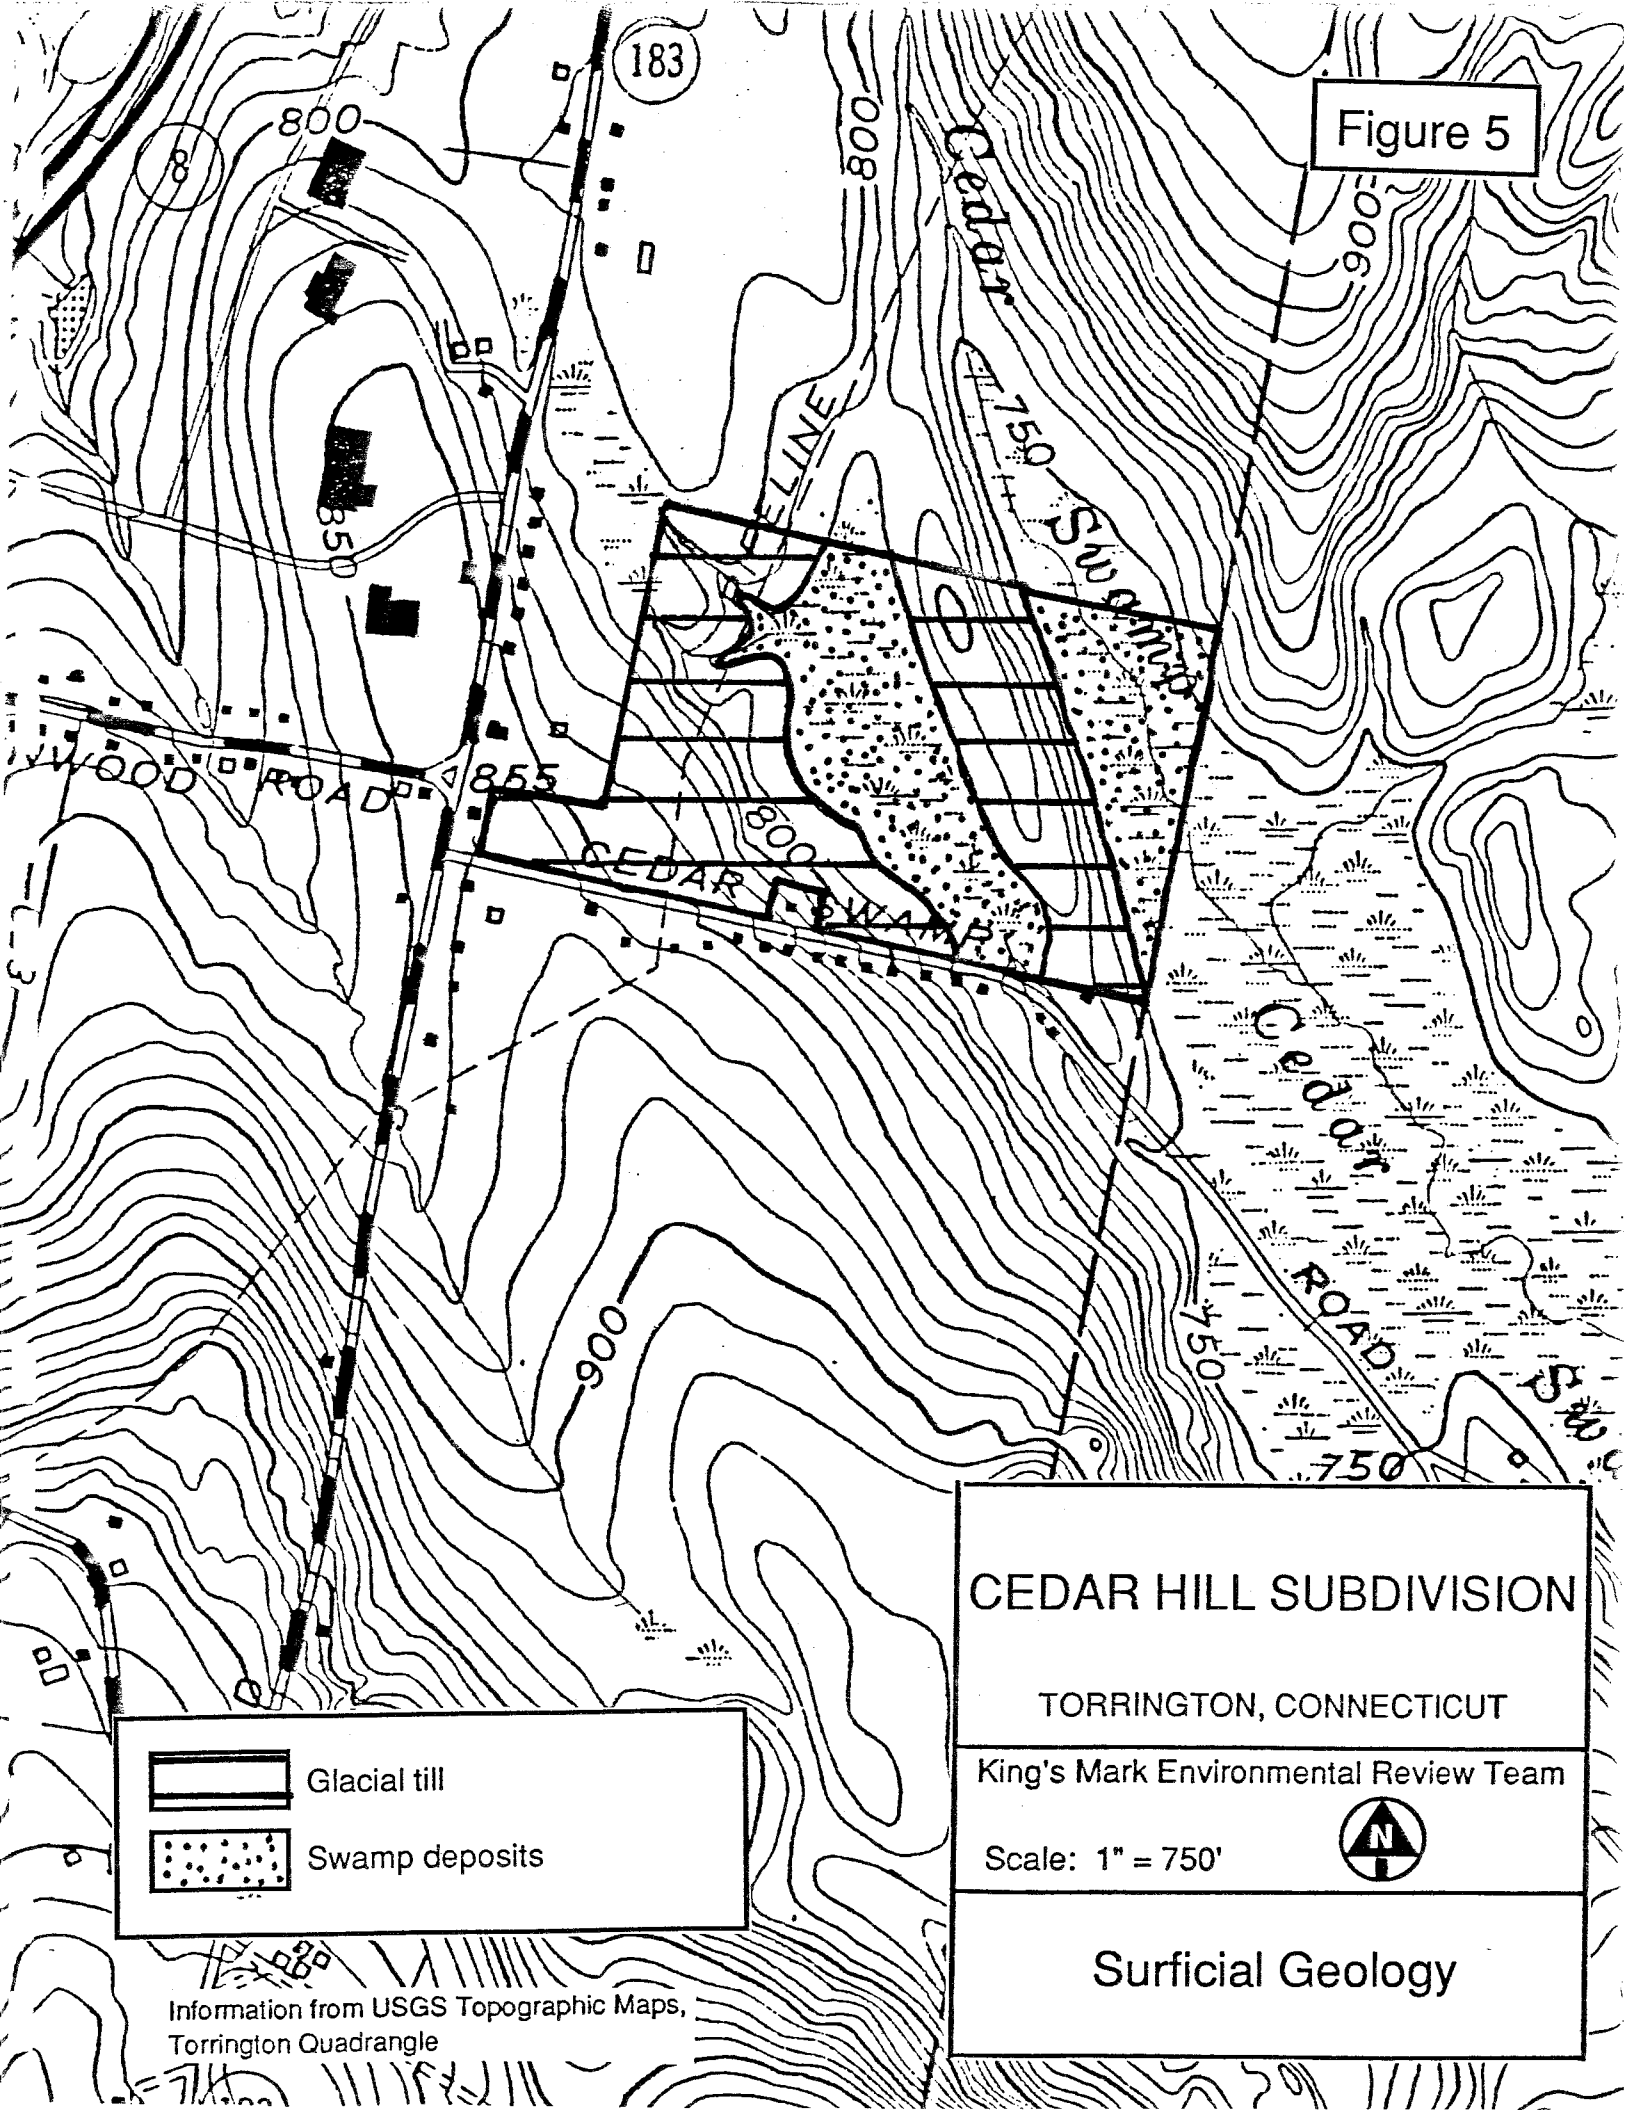 183
Figure 5
800
8
800
Cedar
900
750
PELINE
850
Swamp
WOOD ROAD
855
800
CEDAR SWAMP
Cedar
ROAD
900
750
Sw
750
CEDAR HILL SUBDIVISION
TORRINGTON, CONNECTICUT
Glacial till
King's Mark Environmental Review Team
N
Swamp deposits
Scale: 1" = 750'
Surficial Geology
Information from USGS Topographic Maps,
Torrington Quadrangle